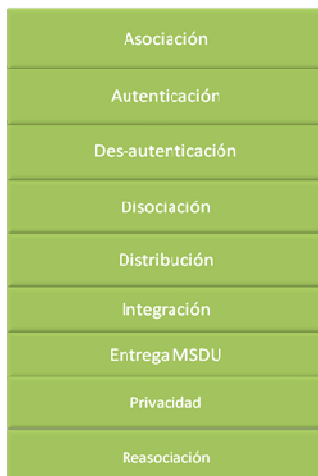 Asociación
Autenticación
Des-autenticación
Disociación
Distribución
Integración
Entrega MSDU
Privacidad
Reasociación